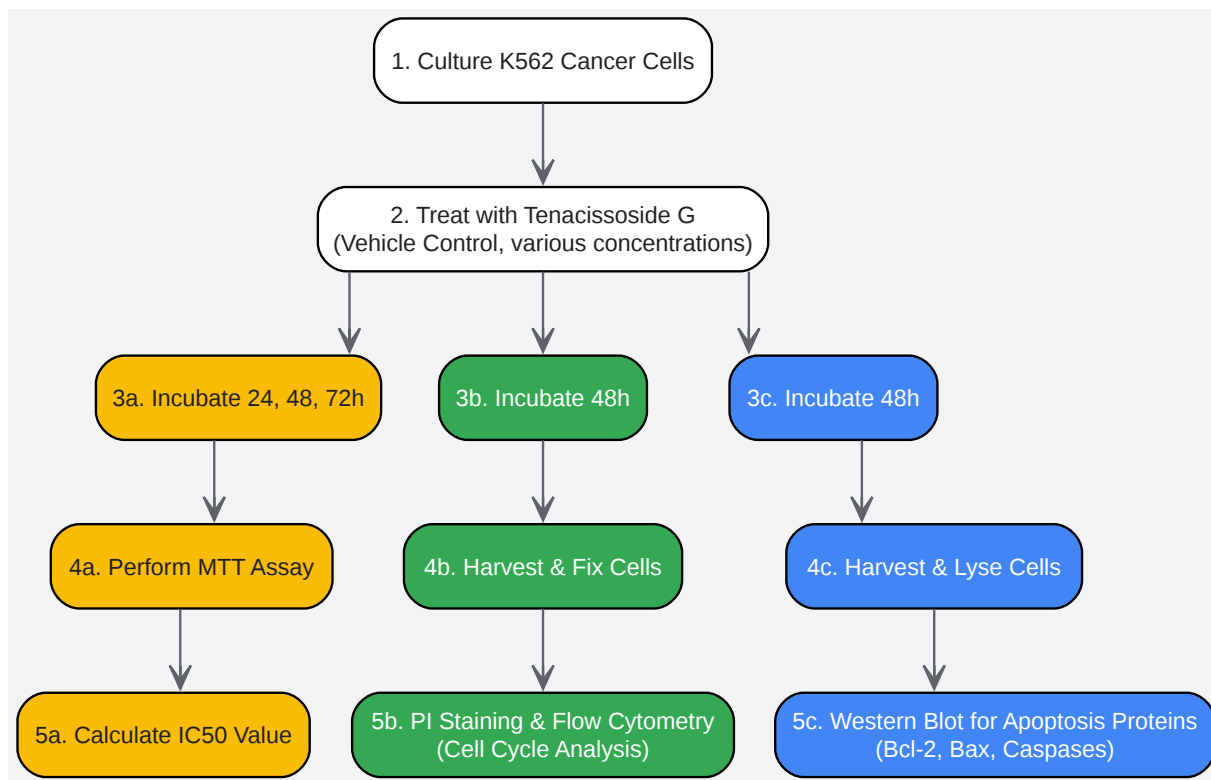 1. Culture K562 Cancer Cells
2. Treat with Tenacissoside G
(Vehicle Control, various concentrations)
3a. Incubate 24, 48, 72h
3b. Incubate 48h
3c. Incubate 48h
4a. Perform MTT Assay
4b. Harvest & Fix Cells
4c. Harvest & Lyse Cells
5a. Calculate IC50 Value
5b. PI Staining & Flow Cytometry
(Cell Cycle Analysis)
5c. Western Blot for Apoptosis Proteins
(Bcl-2, Bax, Caspases)